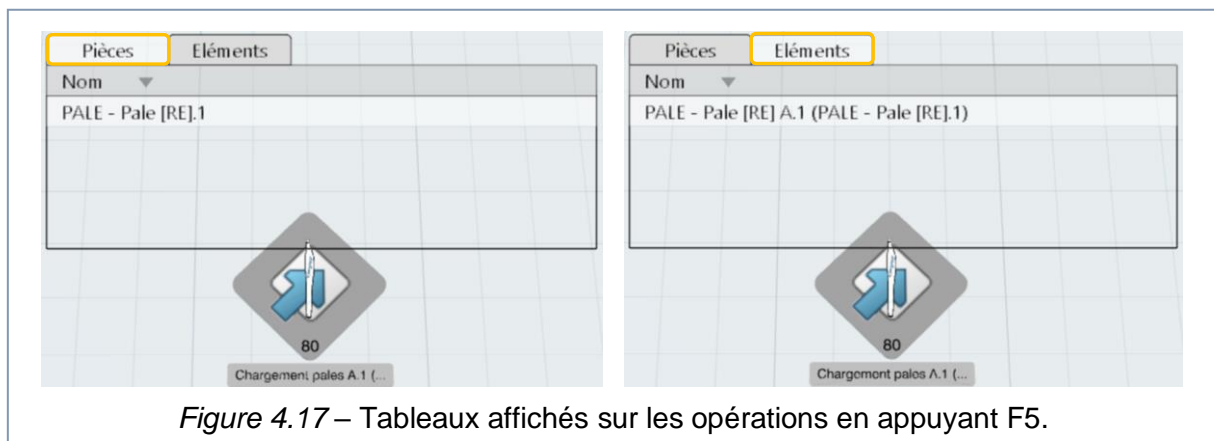 Pièces Eléments
Nom
PALE - Pale [RE].1
80
Chargement pales A.1 (...
Pièces Eléments
Nom
PALE - Pale [RE] A.1 (PALE - Pale [RE].1)
80
Chargement pales A.1 (...
Figure 4.17 – Tableaux affichés sur les opérations en appuyant F5.